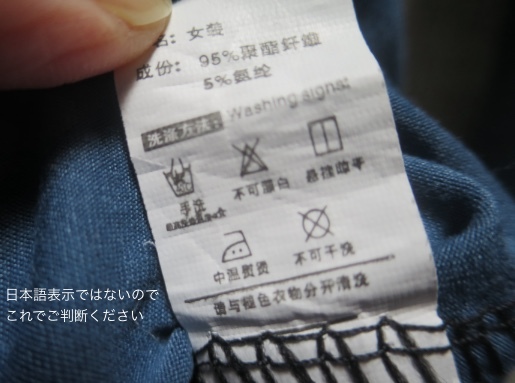 名: 女装
成份: 95%聚酯纤维
5%氨纶
洗涤方法: Washing signal
手洗
不可漂白
悬挂晾干
中温熨烫
不可干洗
请与褪色衣物分开清洗
日本語表示ではないので
これでご判断ください